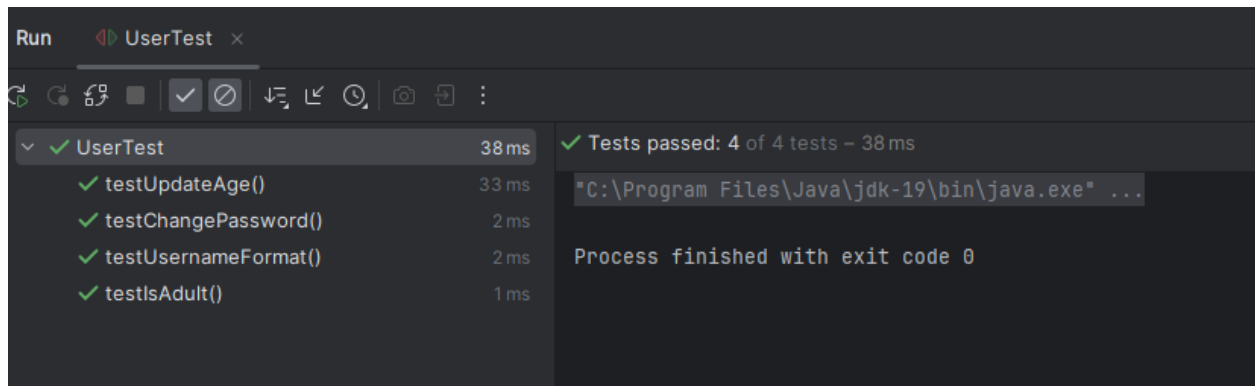 Run UserTest ×
UserTest 38 ms
testUpdateAge() 33 ms
testChangePassword() 2 ms
testUsernameFormat() 2 ms
testIsAdult() 1 ms
Tests passed: 4 of 4 tests – 38 ms
"C:\Program Files\Java\jdk-19\bin\java.exe" ...
Process finished with exit code 0